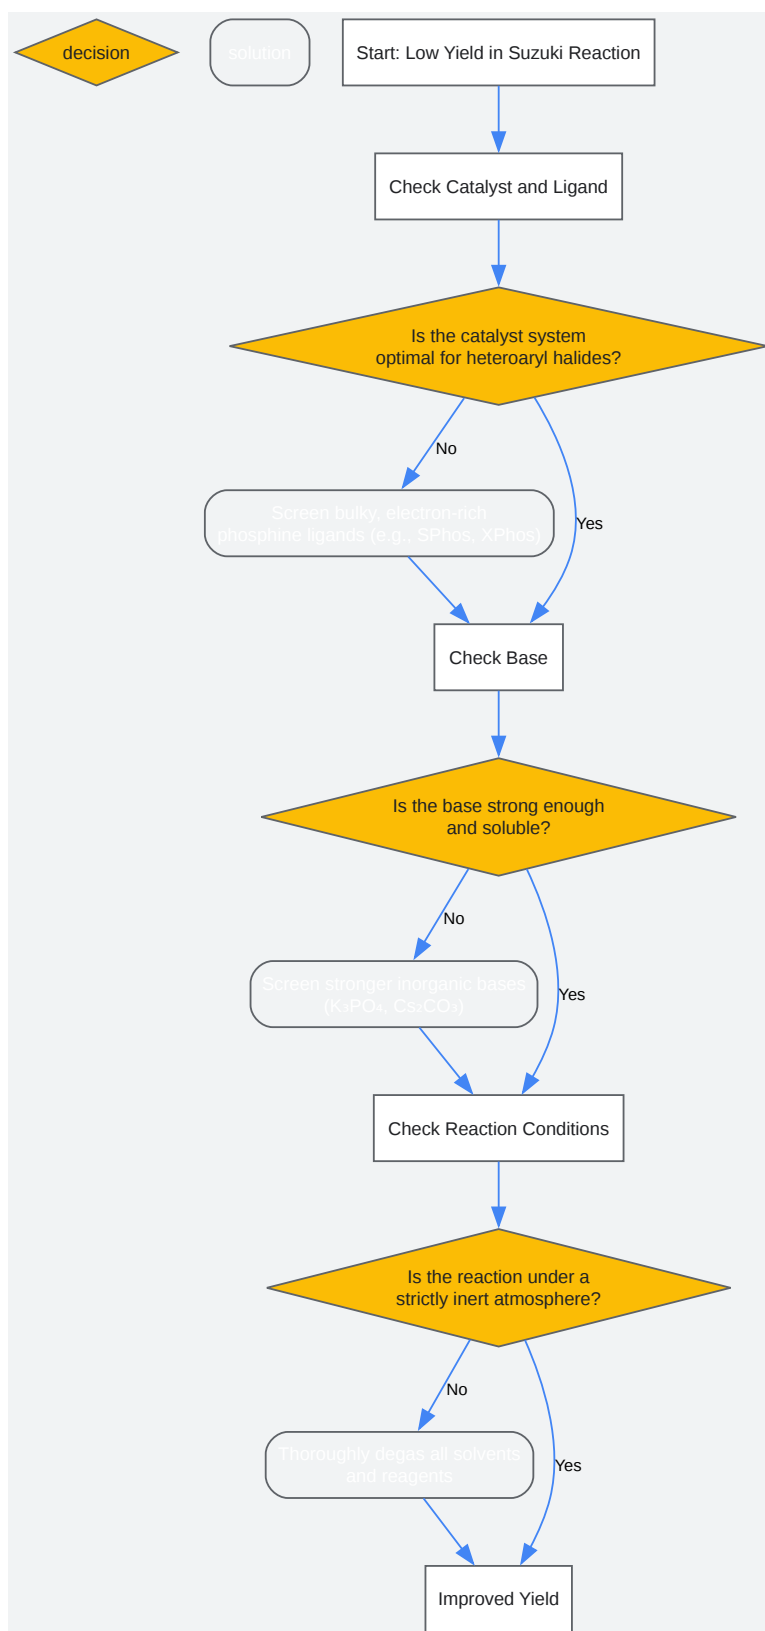 decision
solution
Start: Low Yield in Suzuki Reaction
Check Catalyst and Ligand
Is the catalyst system
optimal for heteroaryl halides?
No
Screen bulky, electron-rich
phosphine ligands (e.g., SPhos, XPhos)
Yes
Check Base
Is the base strong enough
and soluble?
No
Screen stronger inorganic bases
(K₃PO₄, Cs₂CO₃)
Yes
Check Reaction Conditions
Is the reaction under a
strictly inert atmosphere?
No
Thoroughly degas all solvents
and reagents
Yes
Improved Yield